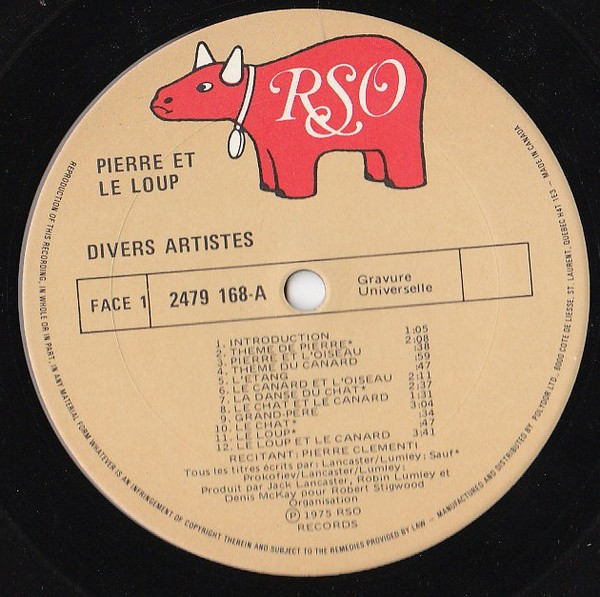 RSO
PIERRE ET
LE LOUP
DIVERS ARTISTES
FACE 1 2479 168-A Gravure
Universelle
1. INTRODUCTION 1:05
2. THEME DE PIERRE* 2:08
3. PIERRE ET L'OISEAU :38
4. THEME DU CANARD :59
5. L'ETANG :47
6. LE CANARD ET L'OISEAU 2:11
7. LA DANSE DU CHAT* 2:37
8. LE CHAT ET LE CANARD 1:31
9. GRAND-PERE 3:04
10. LE CHAT* :34
11. LE LOUP* :47
12. LE LOUP ET LE CANARD 3:41
RECITANT: PIERRE CLEMENTI
Tous les titres écrits par: Lancaster/Lumley; Sauf*
Prokofiev/Lancaster/Lumley;
Produit par Jack Lancaster, Robin Lumley et
Denis McKay pour Robert Stigwood
Organisation
Ⓟ 1975 RSO
RECORDS
REPRODUCTION OF THIS RECORDING, IN WHOLE OR IN PART, IN ANY MATERIAL FORM WHATEVER IS AN INFRINGEMENT OF COPYRIGHT THEREIN AND SUBJECT TO THE REMEDIES PROVIDED BY LAW — MANUFACTURED AND DISTRIBUTED BY POLYDOR LTD., 6000 COTE DE LIESSE, ST. LAURENT, QUEBEC H4T 1E3 — MADE IN CANADA